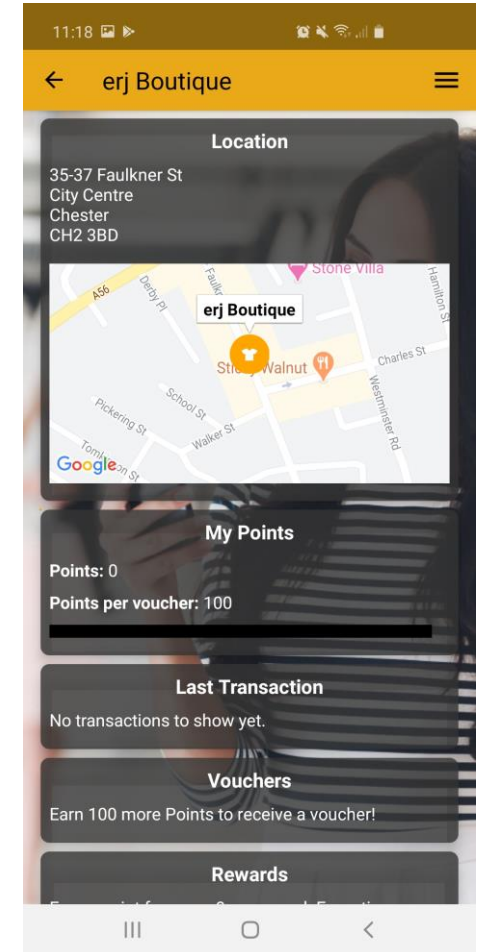 11:18
erj Boutique
Location
35-37 Faulkner St
City Centre
Chester
CH2 3BD
Stone Villa
A56
Derby Pl
Hamilton St
erj Boutique
Walnut
Charles St
School St
Pickering St
Walker St
Westminster Rd
Google
My Points
Points: 0
Points per voucher: 100
Last Transaction
No transactions to show yet.
Vouchers
Earn 100 more Points to receive a voucher!
Rewards